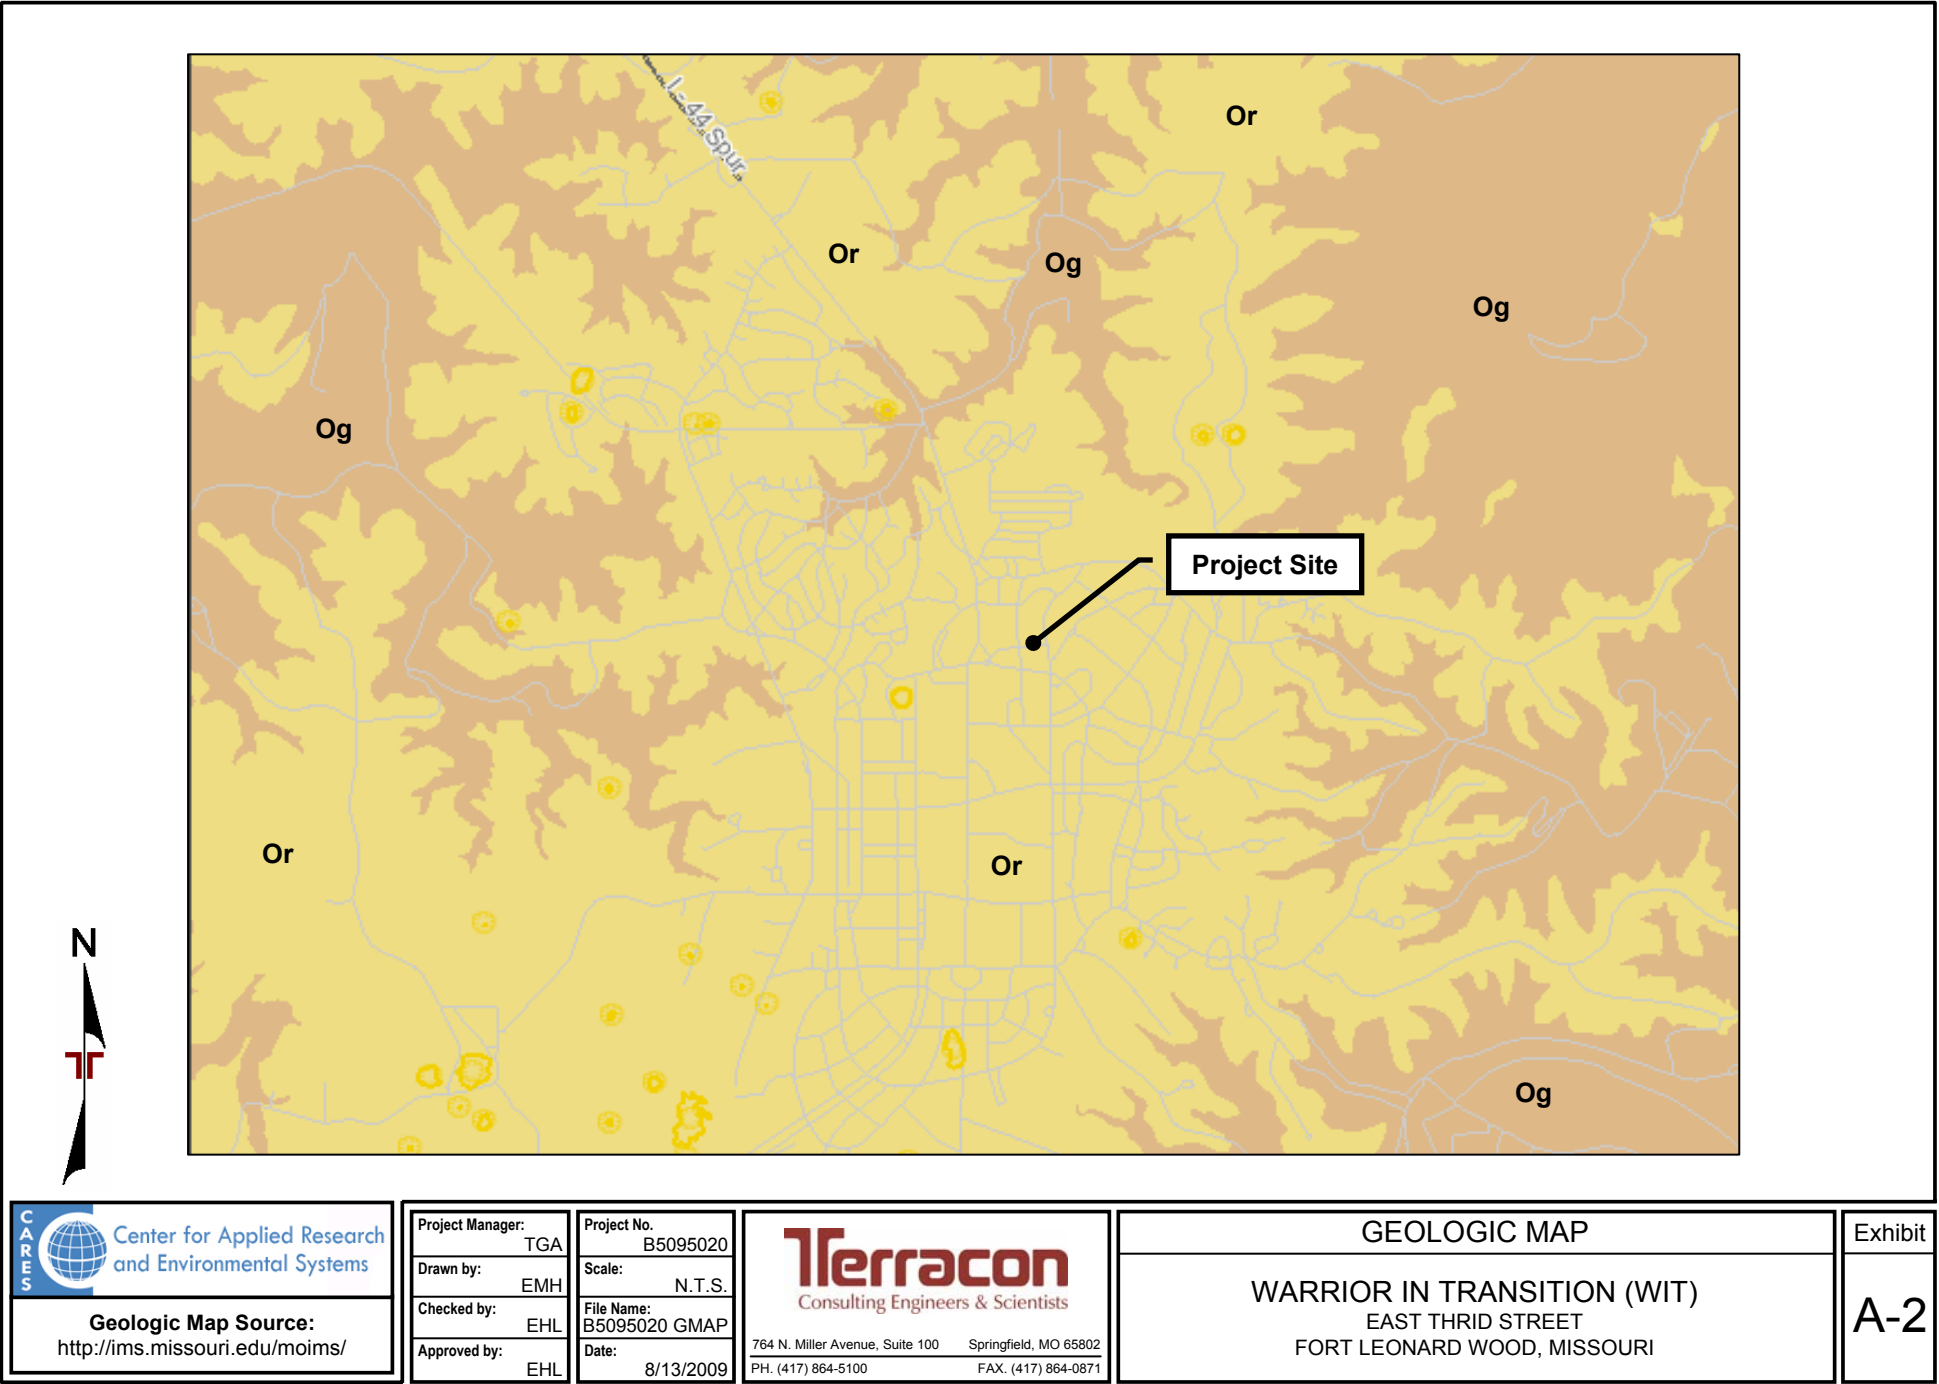 I-44 Spur
Or
Or
Og
Og
Og
Project Site
Or
Or
Og
N
CARES
Center for Applied Research
and Environmental Systems
Geologic Map Source:
http://ims.missouri.edu/moims/
Project Manager:
TGA
Drawn by:
EMH
Checked by:
EHL
Approved by:
EHL
Project No.
B5095020
Scale:
N.T.S.
File Name:
B5095020 GMAP
Date:
8/13/2009
Terracon
Consulting Engineers & Scientists
764 N. Miller Avenue, Suite 100 Springfield, MO 65802
PH. (417) 864-5100 FAX. (417) 864-0871
GEOLOGIC MAP
WARRIOR IN TRANSITION (WIT)
EAST THRID STREET
FORT LEONARD WOOD, MISSOURI
Exhibit
A-2